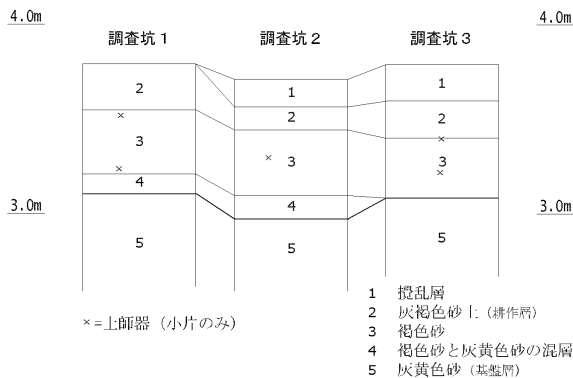 4.0m
4.0m
調査坑1
調査坑2
調査坑3
2
3
4
5
1
2
3
4
5
1
2
3
5
3.0m
3.0m
×=土師器（小片のみ）
1 攪乱層
2 灰褐色砂土（耕作層）
3 褐色砂
4 褐色砂と灰黄色砂の混層
5 灰黄色砂（基盤層）